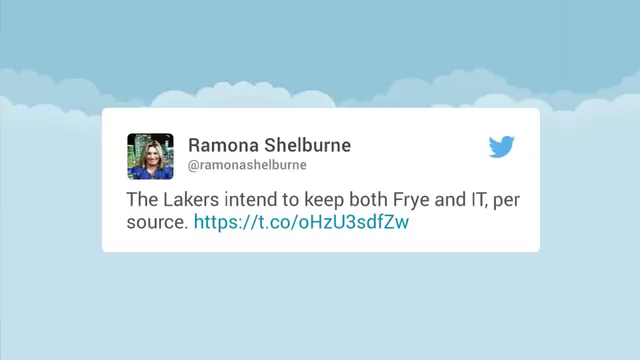 Ramona Shelburne
@ramonashelburne
The Lakers intend to keep both Frye and IT, per
source. https://t.co/oHzU3sdfZw